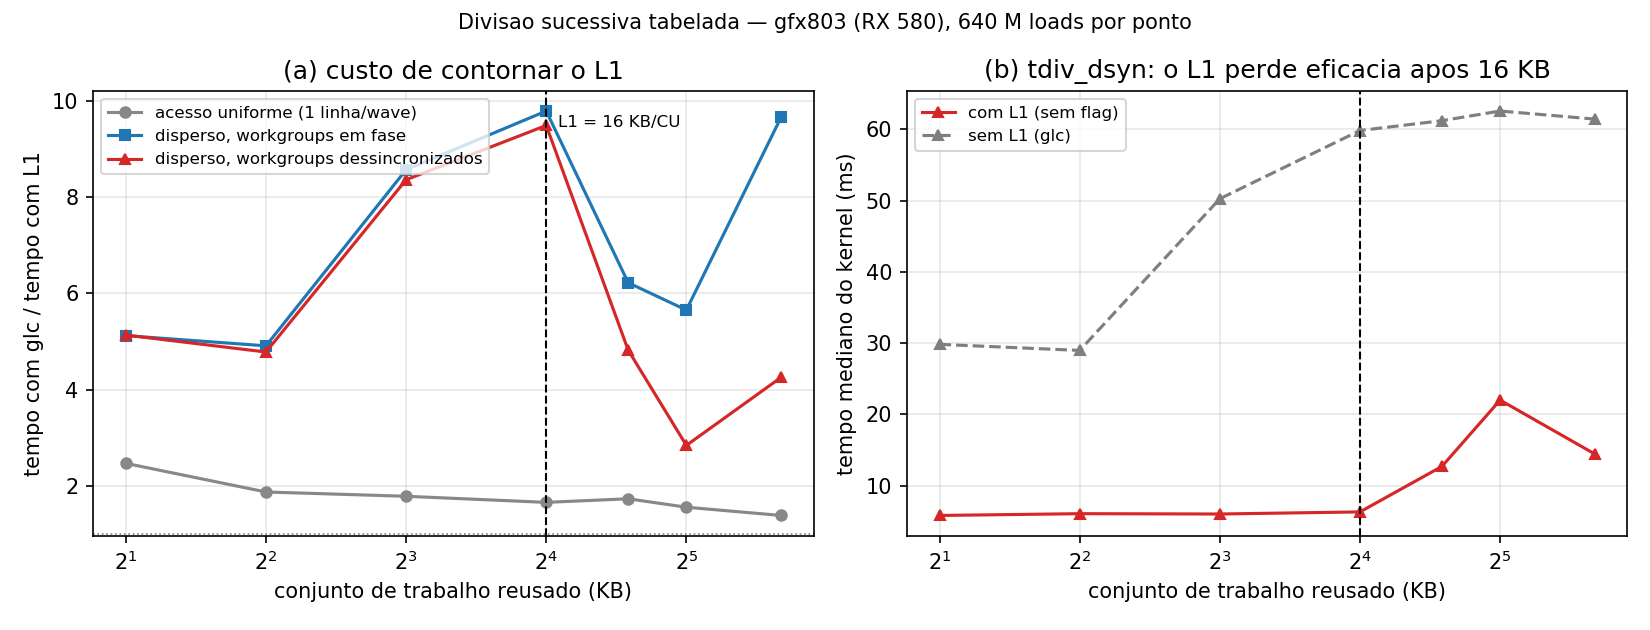 Divisao sucessiva tabelada — gfx803 (RX 580), 640 M loads por ponto
(a) custo de contornar o L1
acesso uniforme (1 linha/wave)
disperso, workgroups em fase
disperso, workgroups dessincronizados
L1 = 16 KB/CU
tempo com glc / tempo com L1
10
8
6
4
2
2¹
2²
2³
2⁴
2⁵
conjunto de trabalho reusado (KB)
(b) tdiv_dsyn: o L1 perde eficacia apos 16 KB
com L1 (sem flag)
sem L1 (glc)
tempo mediano do kernel (ms)
60
50
40
30
20
10
2¹
2²
2³
2⁴
2⁵
conjunto de trabalho reusado (KB)